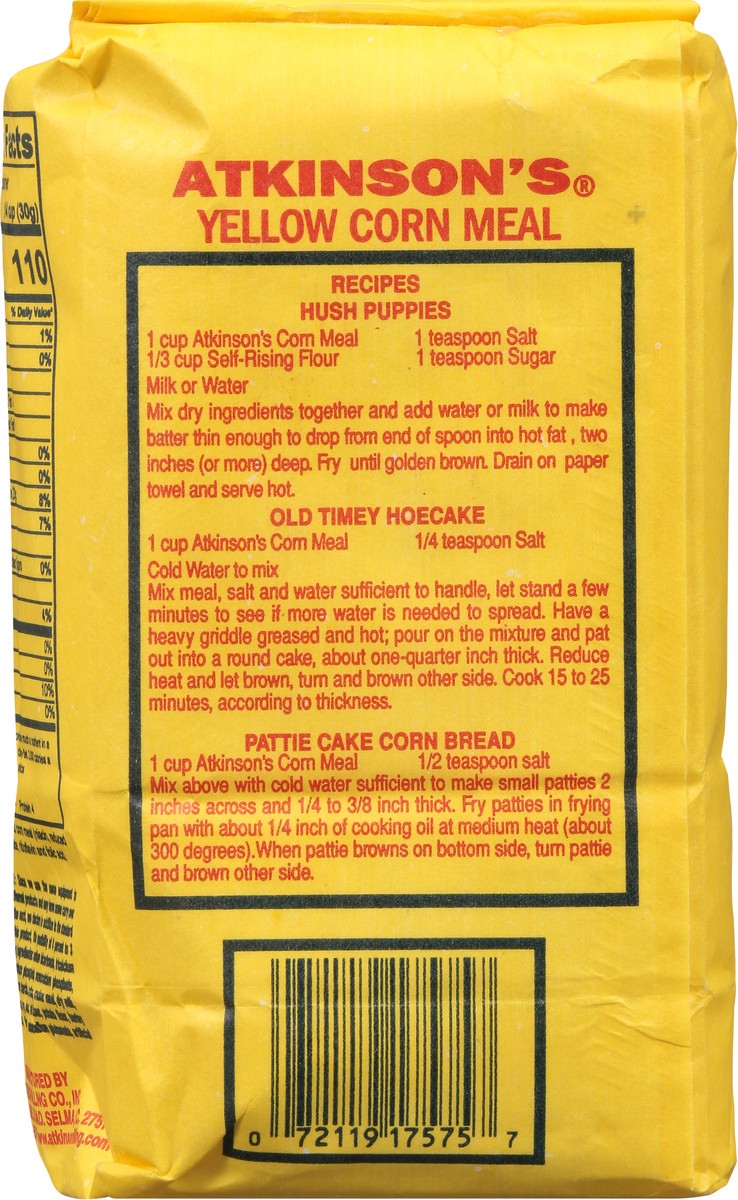 ATKINSON'S®
YELLOW CORN MEAL
RECIPES
HUSH PUPPIES
1 cup Atkinson's Corn Meal 1 teaspoon Salt
1/3 cup Self-Rising Flour 1 teaspoon Sugar
Milk or Water
Mix dry ingredients together and add water or milk to make
batter thin enough to drop from end of spoon into hot fat , two
inches (or more) deep. Fry until golden brown. Drain on paper
towel and serve hot.
OLD TIMEY HOECAKE
1 cup Atkinson's Corn Meal 1/4 teaspoon Salt
Cold Water to mix
Mix meal, salt and water sufficient to handle, let stand a few
minutes to see if more water is needed to spread. Have a
heavy griddle greased and hot; pour on the mixture and pat
out into a round cake, about one-quarter inch thick. Reduce
heat and let brown, turn and brown other side. Cook 15 to 25
minutes, according to thickness.
PATTIE CAKE CORN BREAD
1 cup Atkinson's Corn Meal 1/2 teaspoon salt
Mix above with cold water sufficient to make small patties 2
inches across and 1/4 to 3/8 inch thick. Fry patties in frying
pan with about 1/4 inch of cooking oil at medium heat (about
300 degrees).When pattie browns on bottom side, turn pattie
and brown other side.
0 72119 17575 7
Facts
(30g)
110
% Daily Value*
1%
0%
0%
0%
8%
7%
0%
4%
0%
0%
10%
0%
Protein 4
BY
CO.,
SELMA